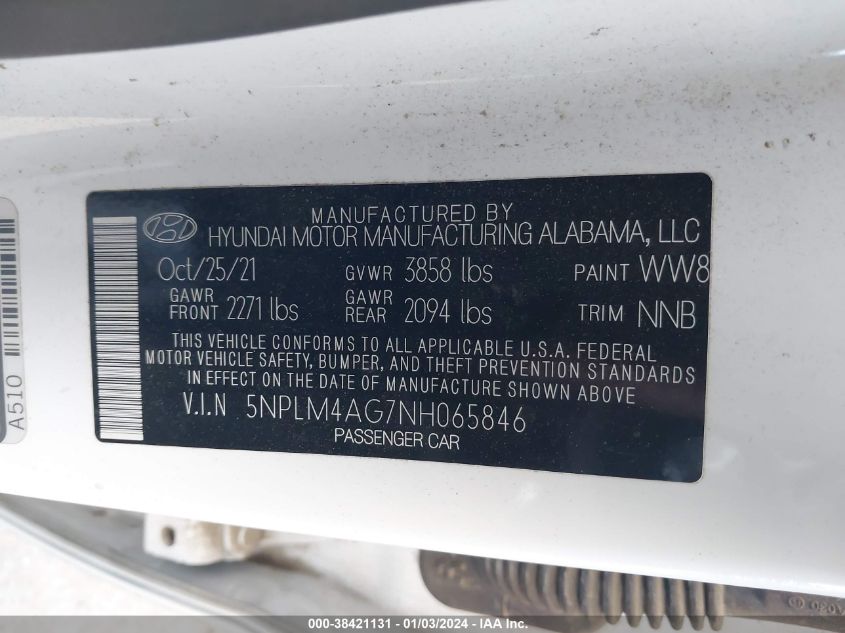 MANUFACTURED BY
HYUNDAI MOTOR MANUFACTURING ALABAMA, LLC
Oct/25/21 GVWR 3858 lbs PAINT WW8
GAWR FRONT 2271 lbs GAWR REAR 2094 lbs TRIM NNB
THIS VEHICLE CONFORMS TO ALL APPLICABLE U.S.A. FEDERAL
MOTOR VEHICLE SAFETY, BUMPER, AND THEFT PREVENTION STANDARDS
IN EFFECT ON THE DATE OF MANUFACTURE SHOWN ABOVE
V.I.N 5NPLM4AG7NH065846
PASSENGER CAR
A510
000-38421131 - 01/03/2024 - IAA Inc.